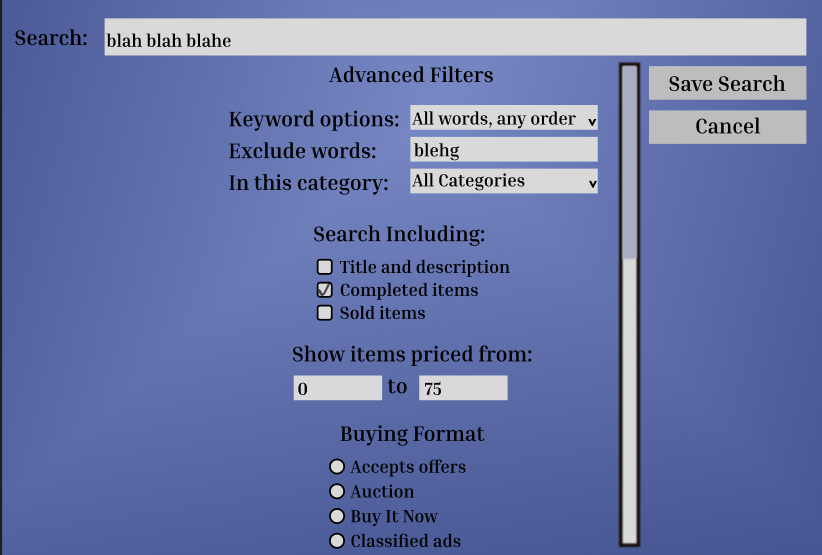 Search: blah blah blahe
Advanced Filters
Save Search
Keyword options: All words, any order
Cancel
Exclude words: blehg
In this category: All Categories
Search Including:
Title and description
Completed items
Sold items
Show items priced from:
0 to 75
Buying Format
Accepts offers
Auction
Buy It Now
Classified ads